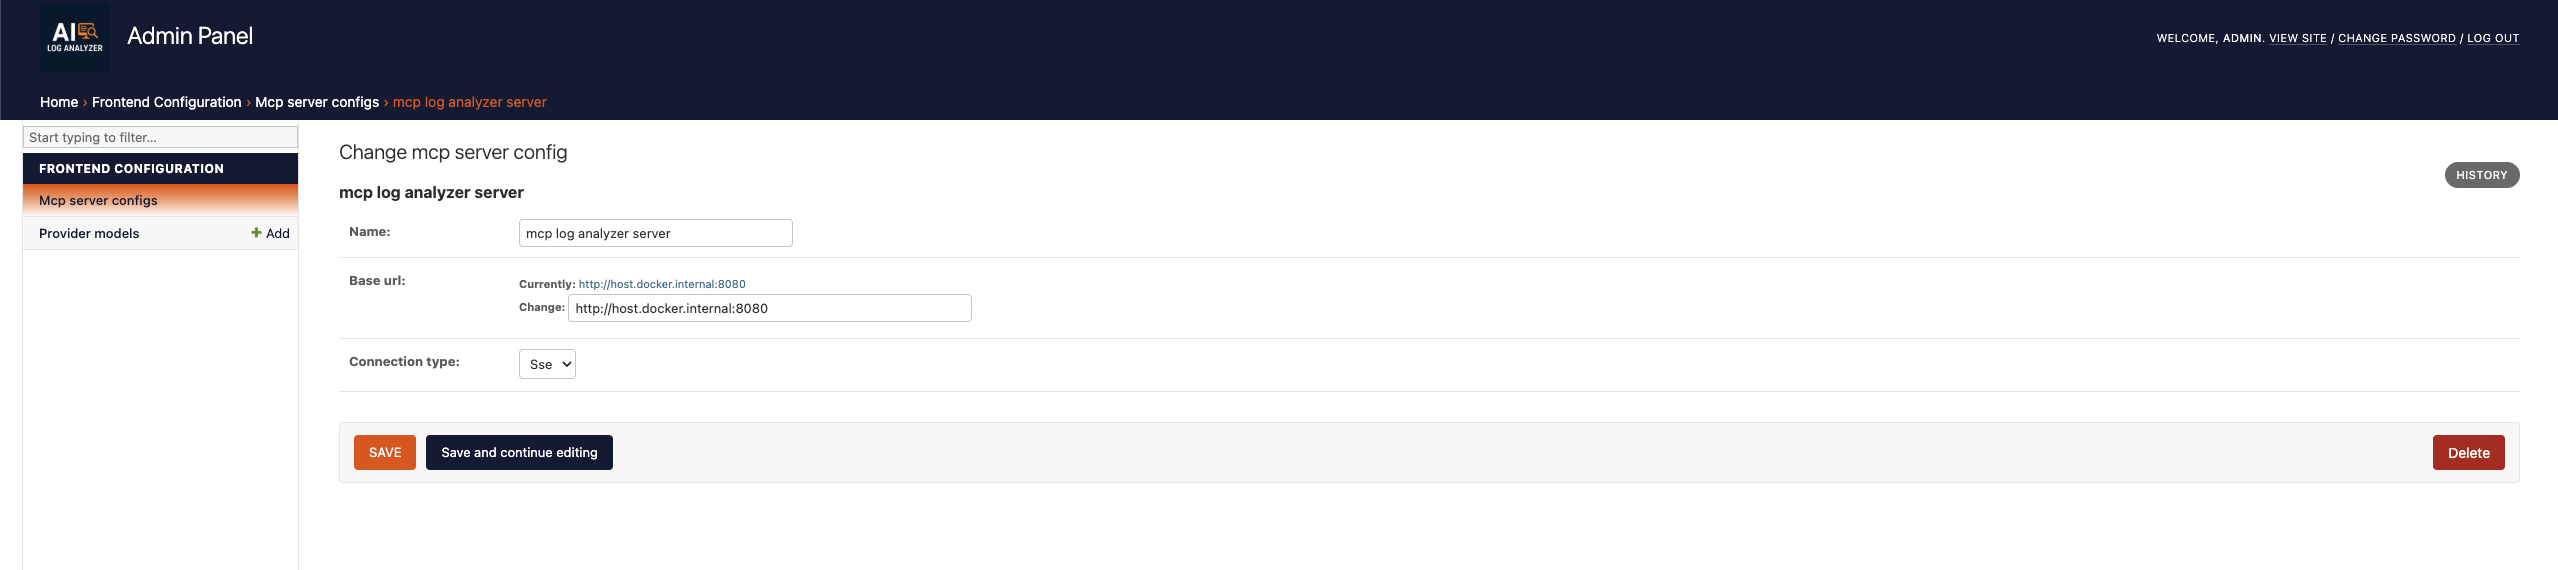 AI
LOG ANALYZER
Admin Panel
WELCOME, ADMIN. VIEW SITE / CHANGE PASSWORD / LOG OUT
Home › Frontend Configuration › Mcp server configs › mcp log analyzer server
Start typing to filter...
FRONTEND CONFIGURATION
Mcp server configs
Provider models + Add
Change mcp server config
HISTORY
mcp log analyzer server
Name: mcp log analyzer server
Base url: Currently: http://host.docker.internal:8080
Change: http://host.docker.internal:8080
Connection type: Sse
SAVE Save and continue editing Delete